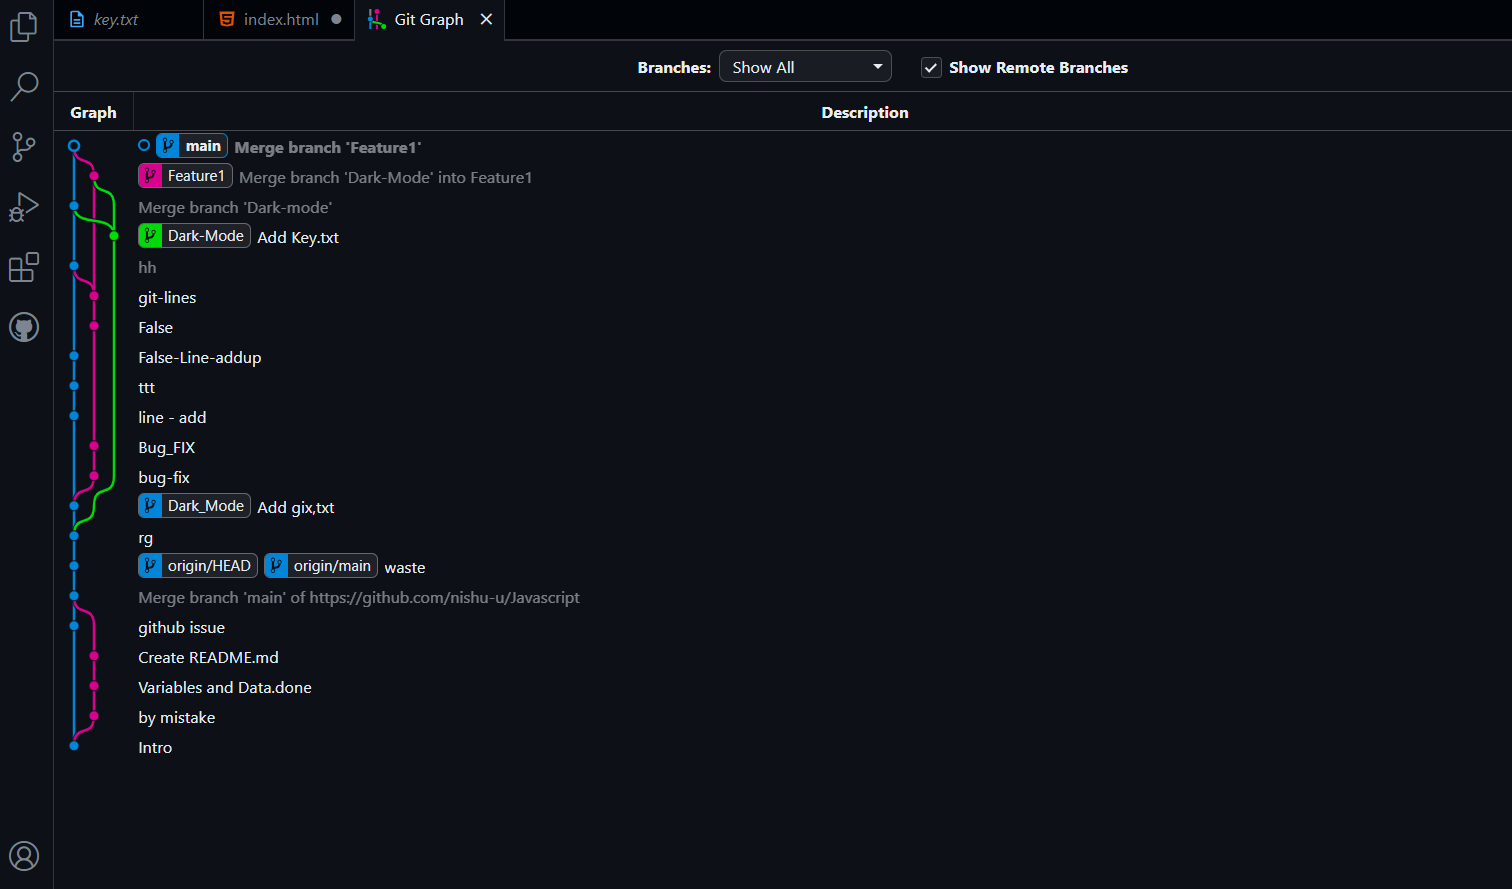 key.txt index.html Git Graph
Branches: Show All Show Remote Branches
Graph Description
main Merge branch 'Feature1'
Feature1 Merge branch 'Dark-Mode' into Feature1
Merge branch 'Dark-mode'
Dark-Mode Add Key.txt
hh
git-lines
False
False-Line-addup
ttt
line - add
Bug_FIX
bug-fix
Dark_Mode Add gix,txt
rg
origin/HEAD origin/main waste
Merge branch 'main' of https://github.com/nishu-u/Javascript
github issue
Create README.md
Variables and Data.done
by mistake
Intro